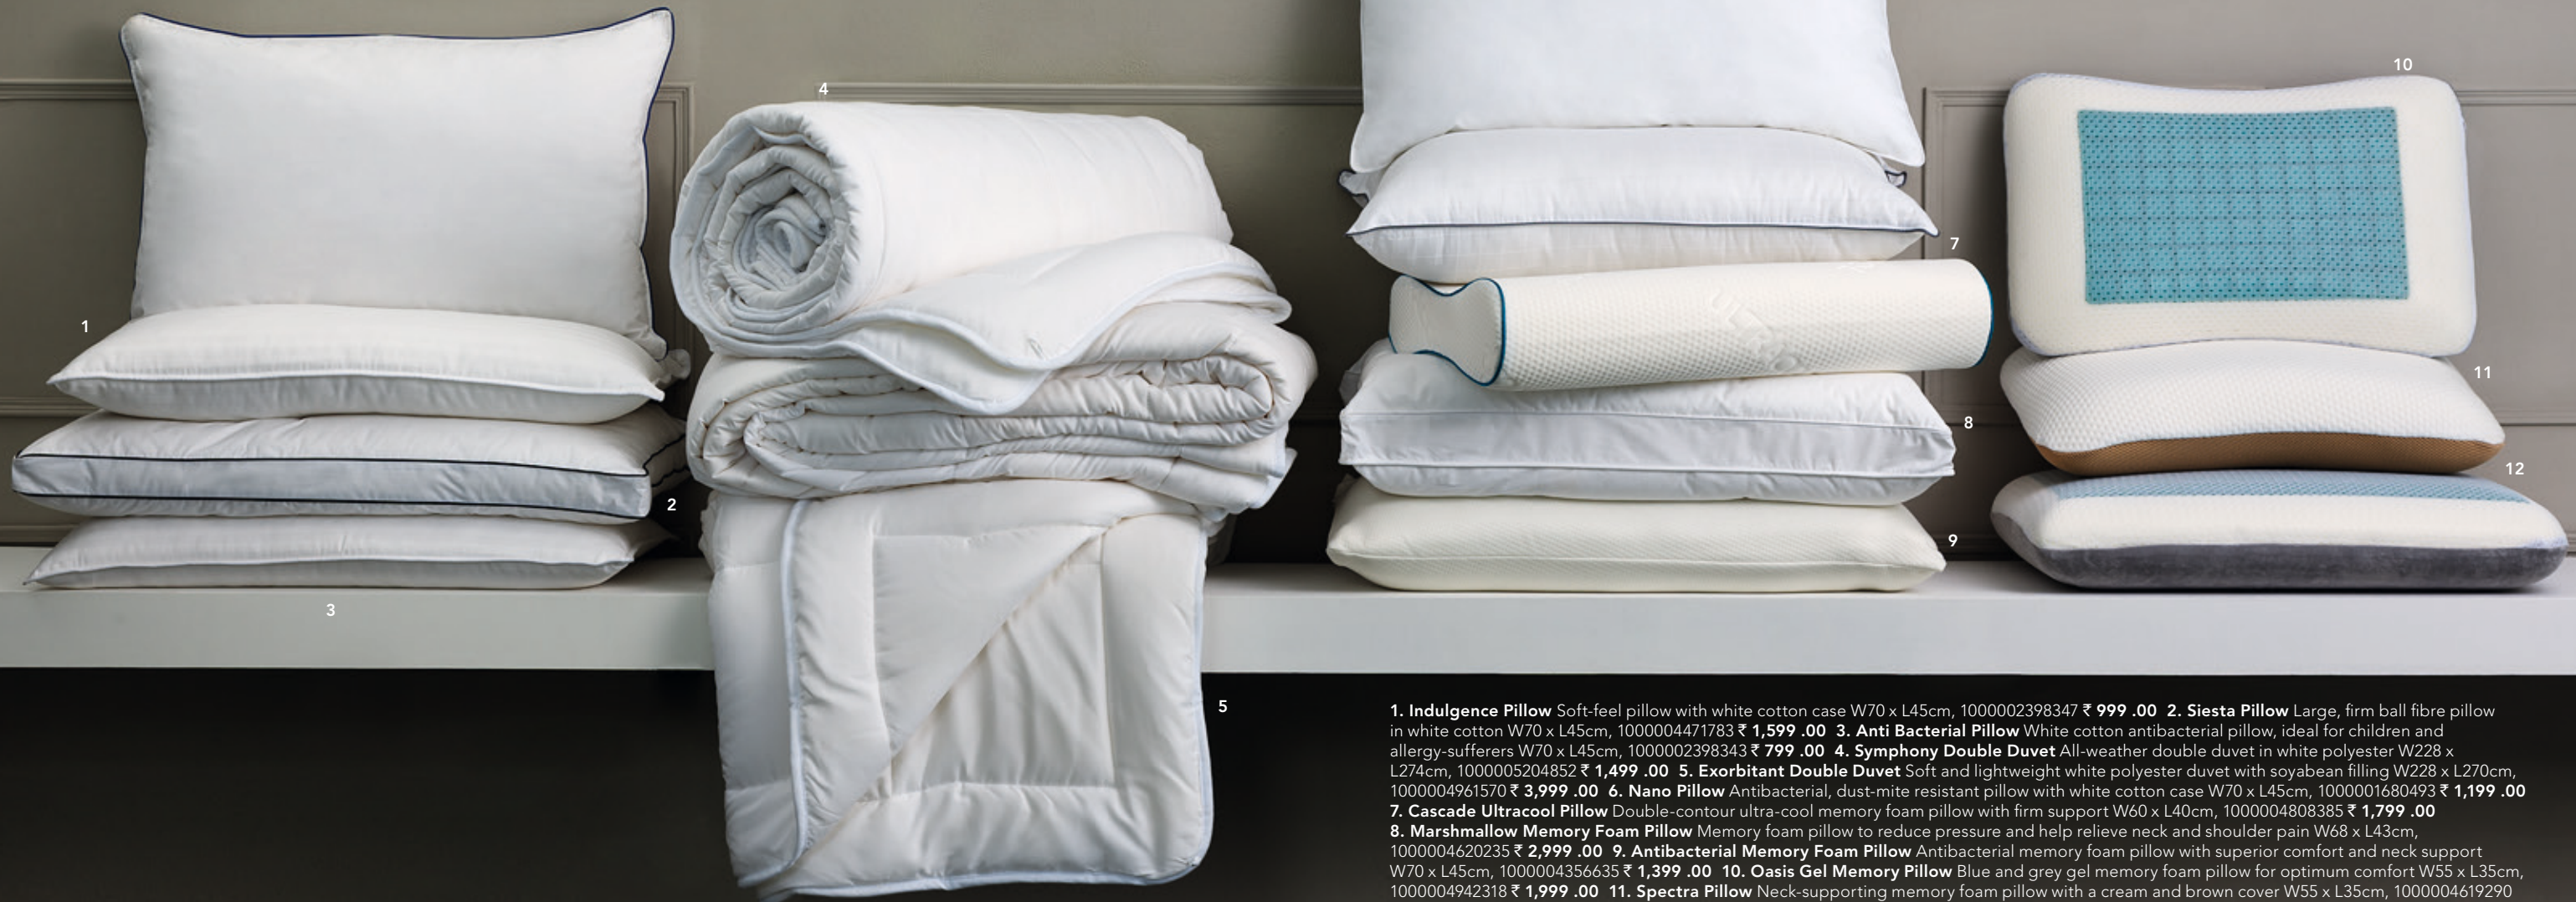 4
10
7
1
11
8
12
2
9
3
5
1. Indulgence Pillow Soft-feel pillow with white cotton case W70 x L45cm, 1000002398347 ₹ 999 .00 2. Siesta Pillow Large, firm ball fibre pillow
in white cotton W70 x L45cm, 1000004471783 ₹ 1,599 .00 3. Anti Bacterial Pillow White cotton antibacterial pillow, ideal for children and
allergy-sufferers W70 x L45cm, 1000002398343 ₹ 799 .00 4. Symphony Double Duvet All-weather double duvet in white polyester W228 x
L274cm, 1000005204852 ₹ 1,499 .00 5. Exorbitant Double Duvet Soft and lightweight white polyester duvet with soyabean filling W228 x L270cm,
1000004961570 ₹ 3,999 .00 6. Nano Pillow Antibacterial, dust-mite resistant pillow with white cotton case W70 x L45cm, 1000001680493 ₹ 1,199 .00
7. Cascade Ultracool Pillow Double-contour ultra-cool memory foam pillow with firm support W60 x L40cm, 1000004808385 ₹ 1,799 .00
8. Marshmallow Memory Foam Pillow Memory foam pillow to reduce pressure and help relieve neck and shoulder pain W68 x L43cm,
1000004620235 ₹ 2,999 .00 9. Antibacterial Memory Foam Pillow Antibacterial memory foam pillow with superior comfort and neck support
W70 x L45cm, 1000004356635 ₹ 1,399 .00 10. Oasis Gel Memory Pillow Blue and grey gel memory foam pillow for optimum comfort W55 x L35cm,
1000004942318 ₹ 1,999 .00 11. Spectra Pillow Neck-supporting memory foam pillow with a cream and brown cover W55 x L35cm, 1000004619290